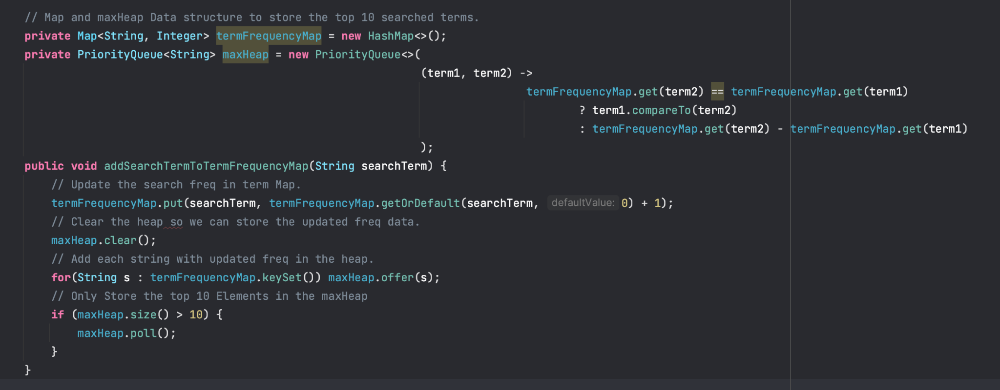 // Map and maxHeap Data structure to store the top 10 searched terms.
private Map<String, Integer> termFrequencyMap = new HashMap<>();
private PriorityQueue<String> maxHeap = new PriorityQueue<>(
(term1, term2) ->
termFrequencyMap.get(term2) == termFrequencyMap.get(term1)
? term1.compareTo(term2)
: termFrequencyMap.get(term2) - termFrequencyMap.get(term1)
);
public void addSearchTermToTermFrequencyMap(String searchTerm) {
// Update the search freq in term Map.
termFrequencyMap.put(searchTerm, termFrequencyMap.getOrDefault(searchTerm, defaultValue: 0) + 1);
// Clear the heap so we can store the updated freq data.
maxHeap.clear();
// Add each string with updated freq in the heap.
for(String s : termFrequencyMap.keySet()) maxHeap.offer(s);
// Only Store the top 10 Elements in the maxHeap
if (maxHeap.size() > 10) {
maxHeap.poll();
}
}